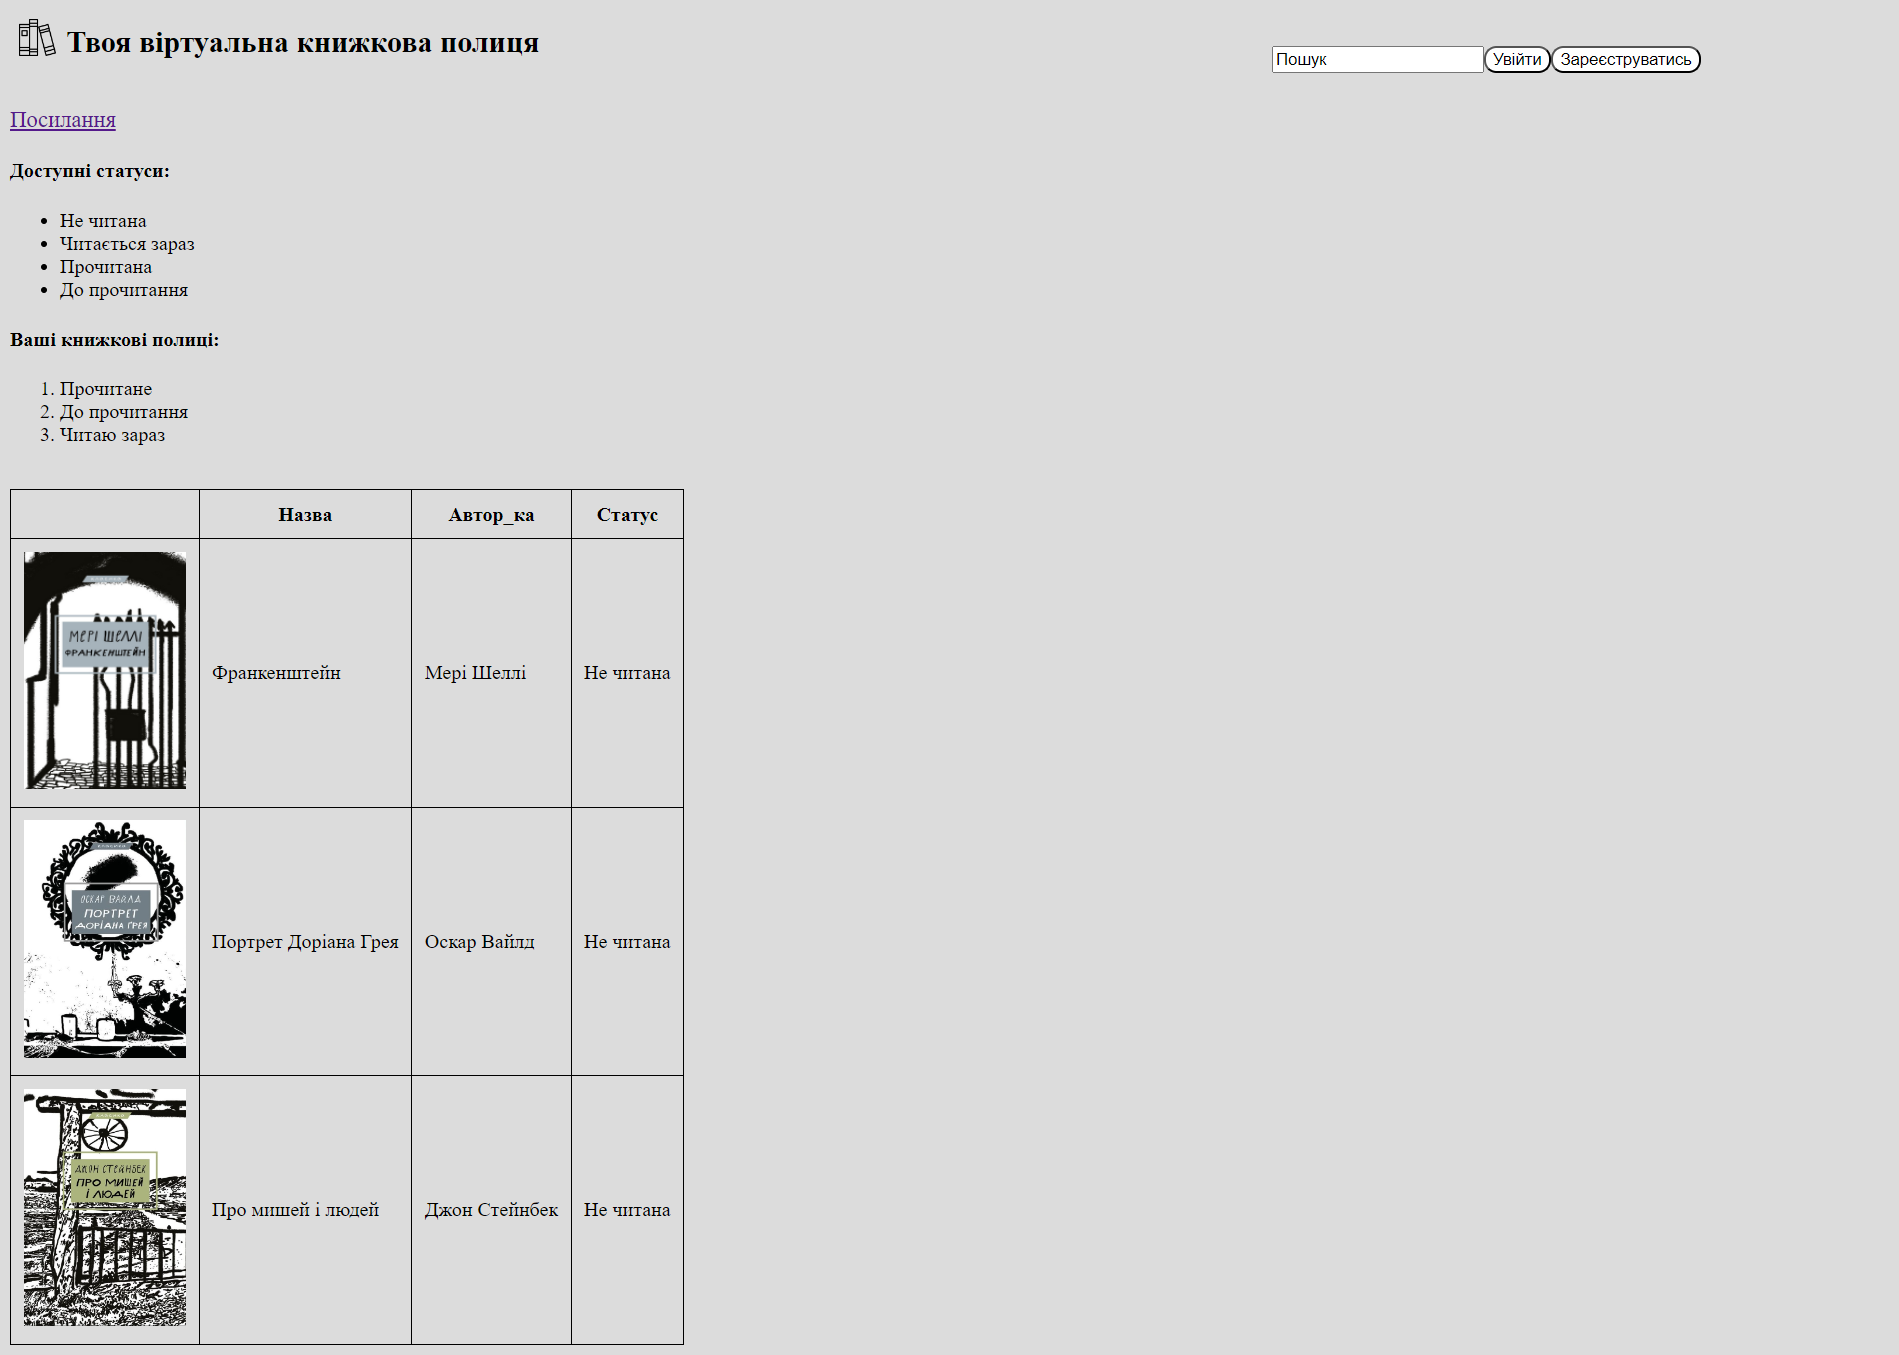 Твоя віртуальна книжкова полиця
Пошук Увійти Зареєструватись
Посилання
Доступні статуси:
Не читана
Читається зараз
Прочитана
До прочитання
Ваші книжкові полиці:
1. Прочитане
2. До прочитання
3. Читаю зараз
Назва Автор_ка Статус
МЕРІ ШЕЛЛІ
ФРАНКЕНШТЕЙН
Франкенштейн Мері Шеллі Не читана
ОСКАР ВАЙЛД
ПОРТРЕТ
ДОРІАНА ГРЕЯ
Портрет Доріана Грея Оскар Вайлд Не читана
ДЖОН СТЕЙНБЕК
ПРО МИШЕЙ
І ЛЮДЕЙ
Про мишей і людей Джон Стейнбек Не читана